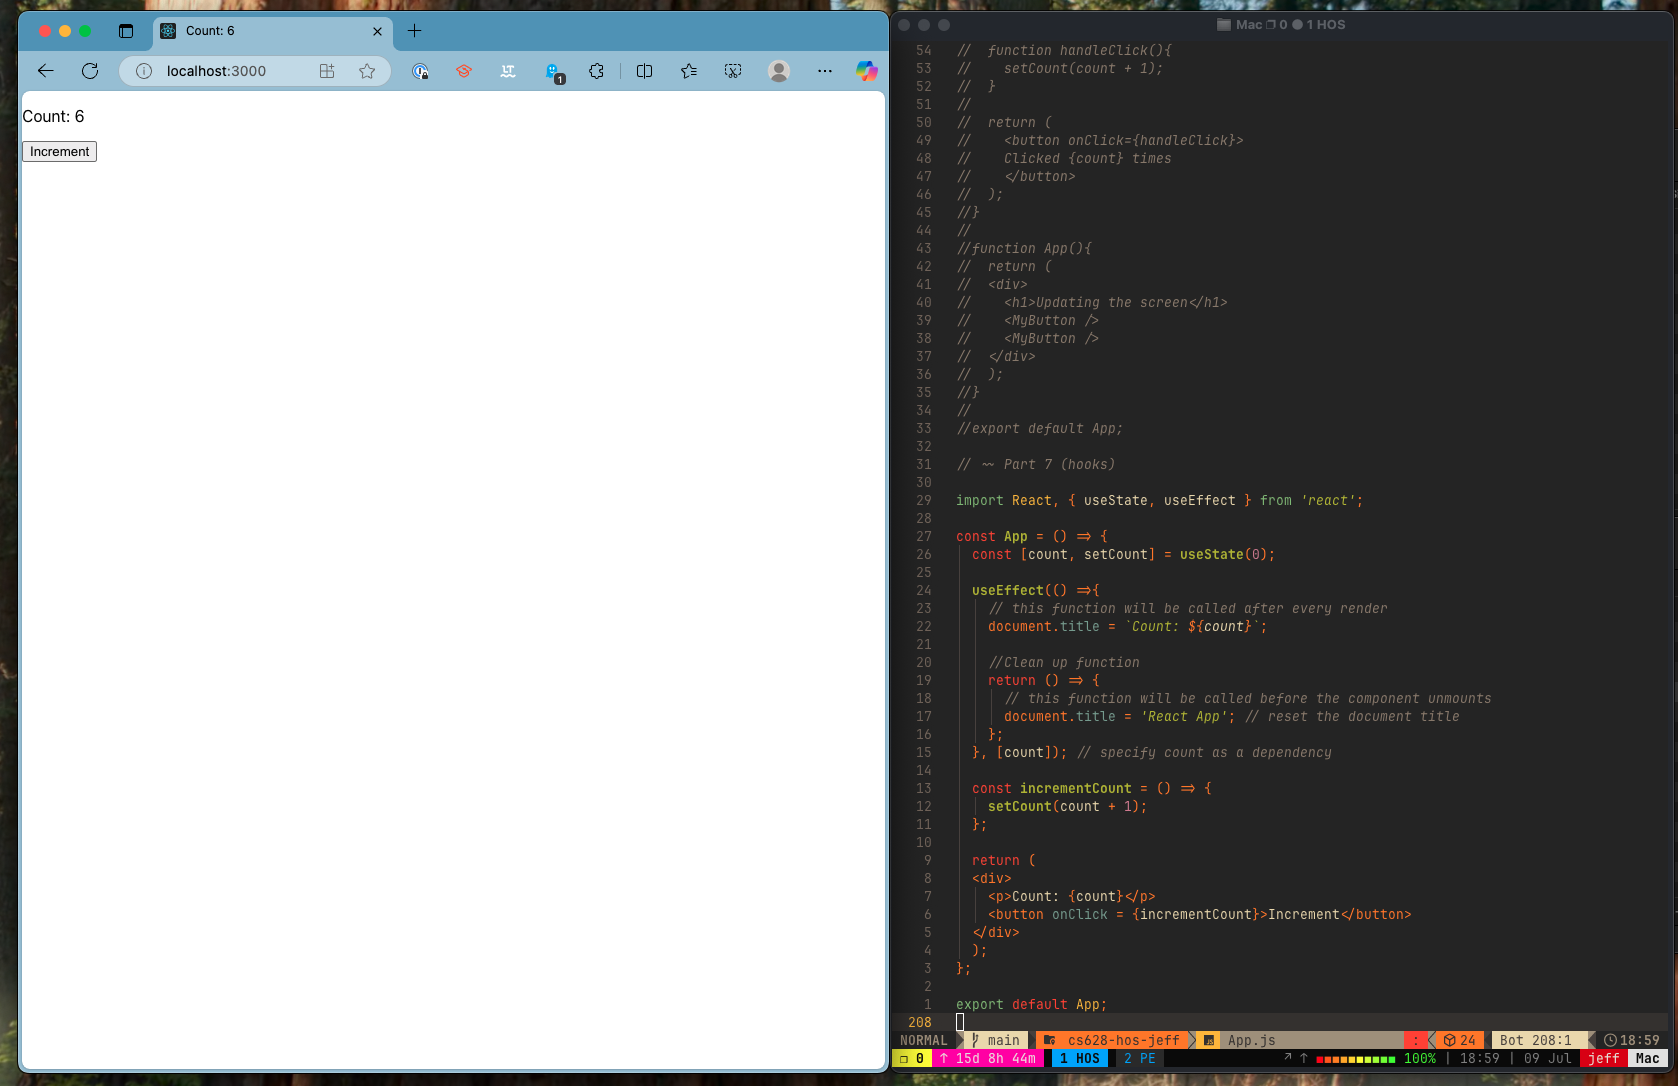 Count: 6
localhost:3000
1
Count: 6
Increment
Mac 0 1 HOS
54 // function handleClick(){
53 // setCount(count + 1);
52 // }
51 //
50 // return (
49 // <button onClick={handleClick}>
48 // Clicked {count} times
47 // </button>
46 // );
45 //}
44 //
43 //function App(){
42 // return (
41 // <div>
40 // <h1>Updating the screen</h1>
39 // <MyButton />
38 // <MyButton />
37 // </div>
36 // );
35 //}
34 //
33 //export default App;
32
31 // ~~ Part 7 (hooks)
30
29 import React, { useState, useEffect } from 'react';
28
27 const App = () => {
26 const [count, setCount] = useState(0);
25
24 useEffect(() =>{
23 // this function will be called after every render
22 document.title = `Count: ${count}`;
21
20 //Clean up function
19 return () => {
18 // this function will be called before the component unmounts
17 document.title = 'React App'; // reset the document title
16 };
15 }, [count]); // specify count as a dependency
14
13 const incrementCount = () => {
12 setCount(count + 1);
11 };
10
9 return (
8 <div>
7 <p>Count: {count}</p>
6 <button onClick = {incrementCount}>Increment</button>
5 </div>
4 );
3 };
2
1 export default App;
208
NORMAL main cs628-hos-jeff JS App.js : 24 Bot 208:1 18:59
0 ↑ 15d 8h 44m 1 HOS 2 PE ↗ ↑ 100% | 18:59 | 09 Jul jeff Mac